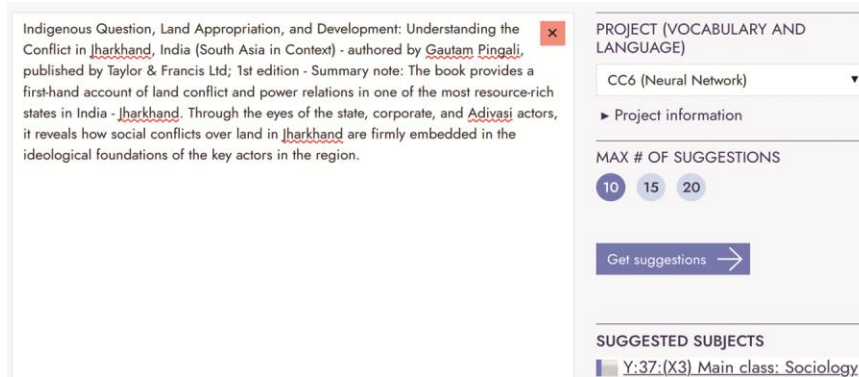 Indigenous Question, Land Appropriation, and Development: Understanding the
Conflict in Jharkhand, India (South Asia in Context) - authored by Gautam Pingali,
published by Taylor & Francis Ltd; 1st edition - Summary note: The book provides a
first-hand account of land conflict and power relations in one of the most resource-rich
states in India - Jharkhand. Through the eyes of the state, corporate, and Adivasi actors,
it reveals how social conflicts over land in Jharkhand are firmly embedded in the
ideological foundations of the key actors in the region.
×
PROJECT (VOCABULARY AND
LANGUAGE)
CC6 (Neural Network)
Project information
MAX # OF SUGGESTIONS
10 15 20
Get suggestions
SUGGESTED SUBJECTS
Y:37:(X3) Main class: Sociology